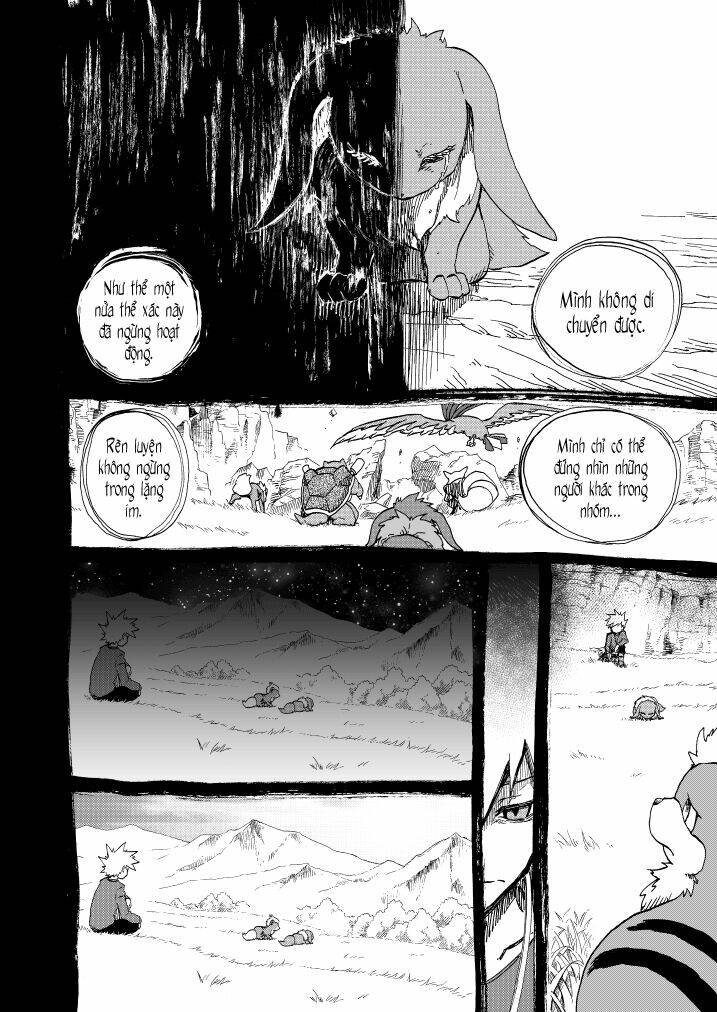 Mình không di
chuyển được.
Như thể một
nửa thể xác này
đã ngừng hoạt
động.
Mình chỉ có thể
đứng nhìn những
người khác trong
nhóm...
Rèn luyện
không ngừng
trong lặng
im.